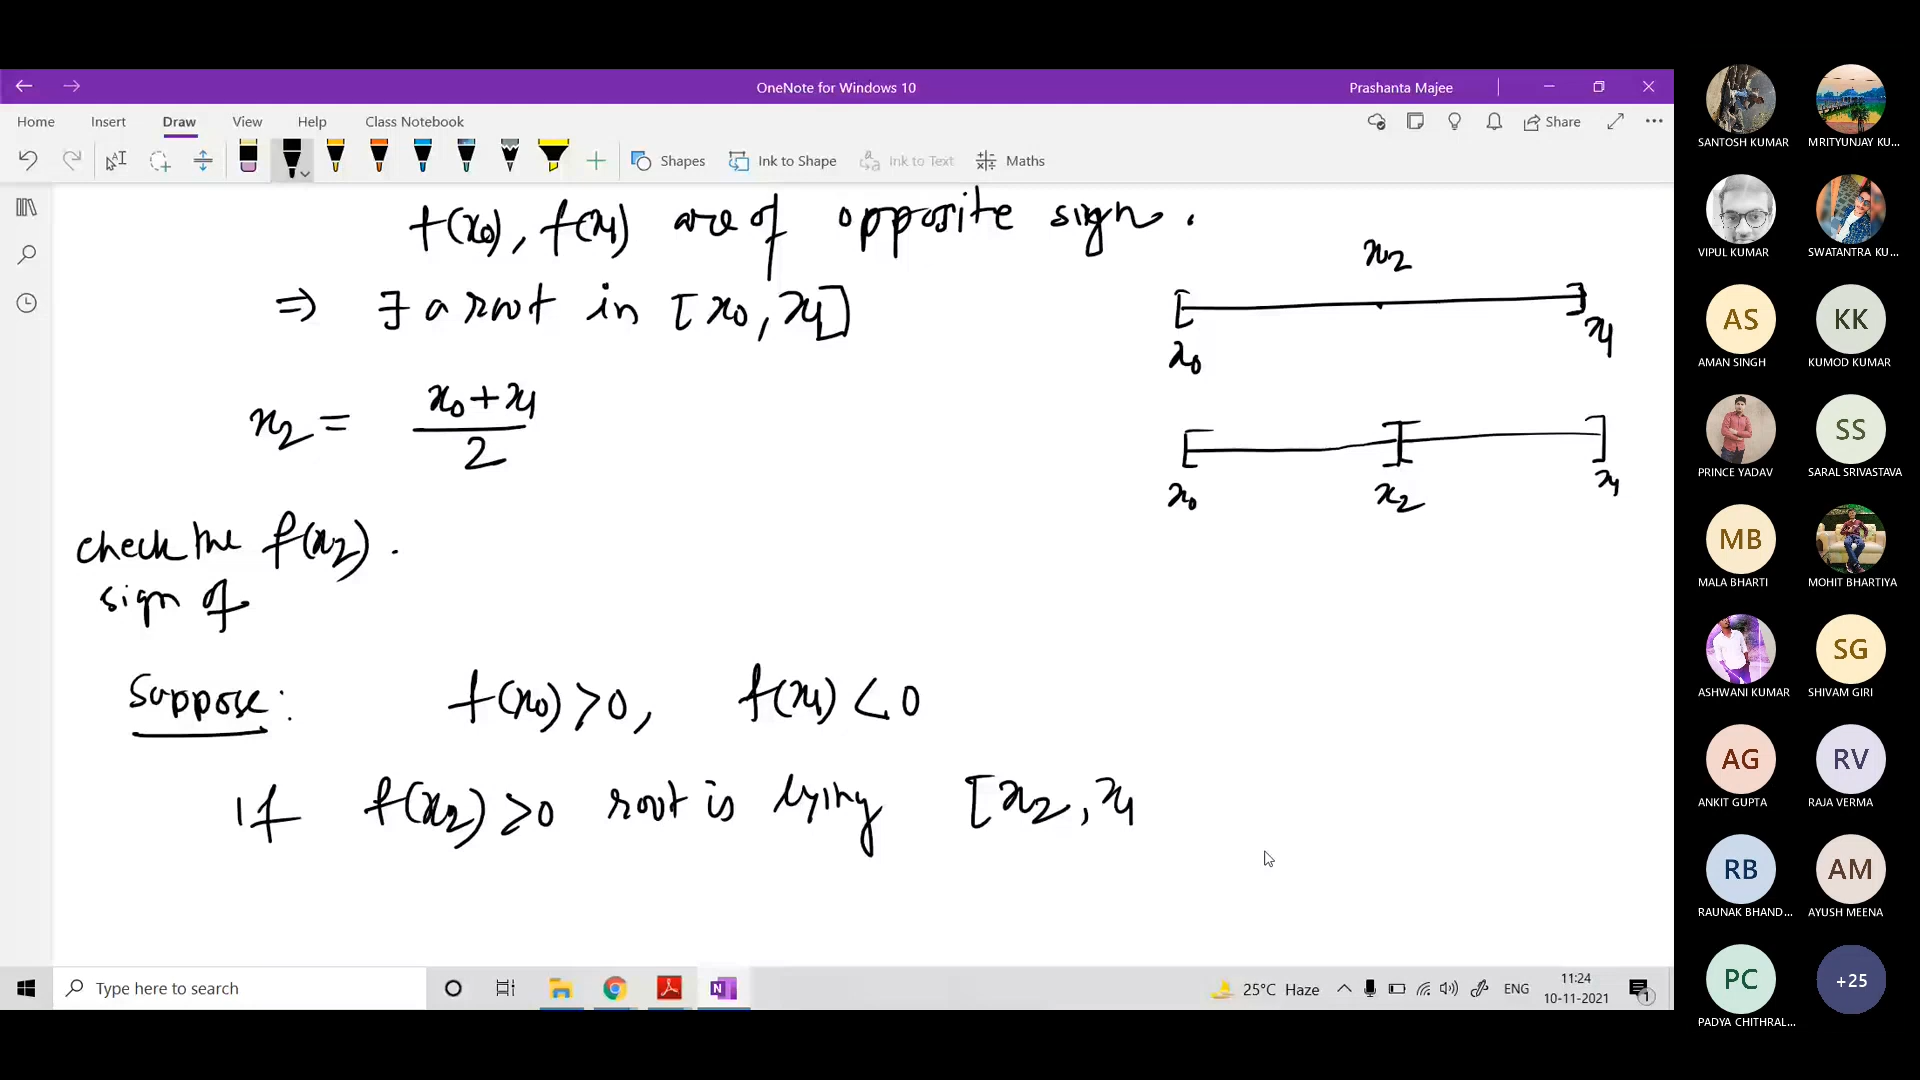 OneNote for Windows 10
Prashanta Majee
Home Insert Draw View Help Class Notebook
Share
Shapes Ink to Shape Ink to Text Maths
f(x0), f(x1) are of opposite sign.
⇒ ∃ a root in [x0, x1]
x2 = (x0+x1)/2
check the f(x2).
sign of
Suppose: f(x0)>0, f(x1)<0
If f(x2)>0 root is lying [x2, x1
x2
x0 x1
x0 x2 x1
SANTOSH KUMAR MRITYUNJAY KU...
VIPUL KUMAR SWATANTRA KU...
AS KK
AMAN SINGH KUMOD KUMAR
SS
PRINCE YADAV SARAL SRIVASTAVA
MB
MALA BHARTI MOHIT BHARTIYA
SG
ASHWANI KUMAR SHIVAM GIRI
AG RV
ANKIT GUPTA RAJA VERMA
RB AM
RAUNAK BHAND... AYUSH MEENA
PC +25
PADYA CHITHRAL...
Type here to search
25°C Haze
ENG
11:24
10-11-2021
1